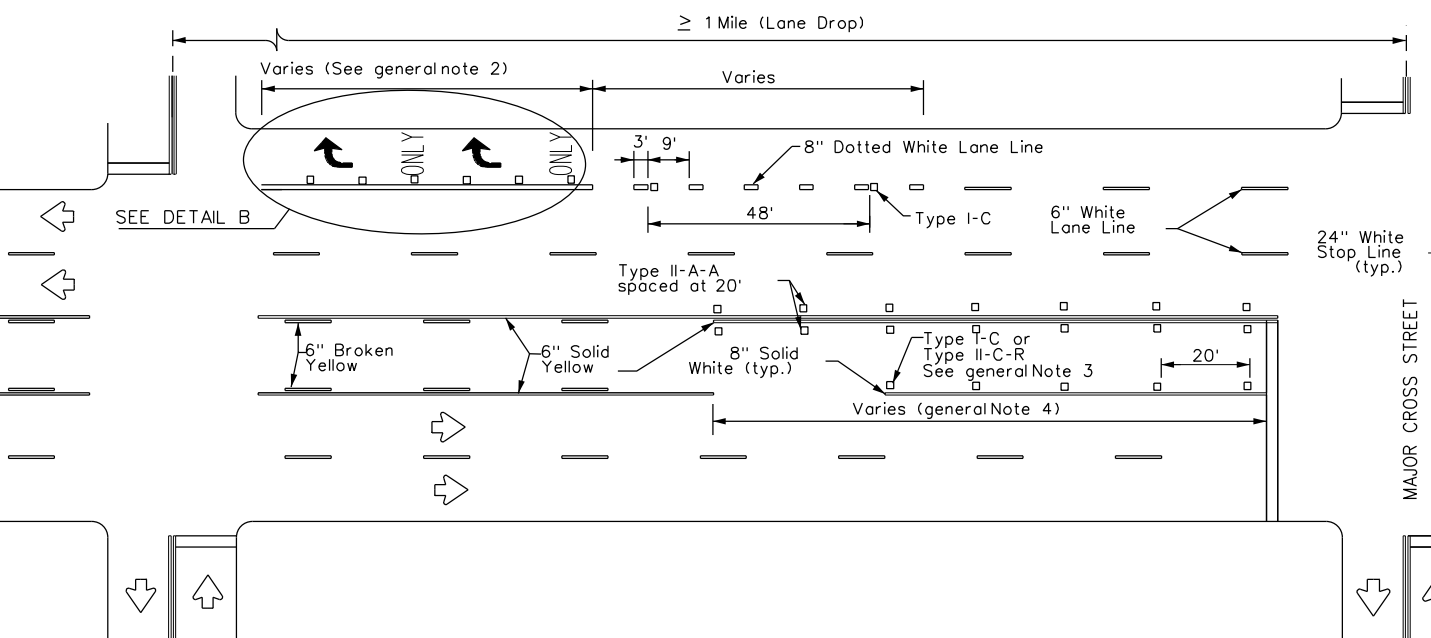 ≥ 1 Mile (Lane Drop)
Varies (See general note 2)
Varies
ONLY
ONLY
3'
9'
8" Dotted White Lane Line
SEE DETAIL B
48'
Type I-C
6" White
Lane Line
24" White
Stop Line
(typ.)
Type II-A-A
spaced at 20'
6" Broken
Yellow
6" Solid
Yellow
8" Solid
White (typ.)
Type I-C or
Type II-C-R
See general Note 3
20'
Varies (general Note 4)
MAJOR CROSS STREET